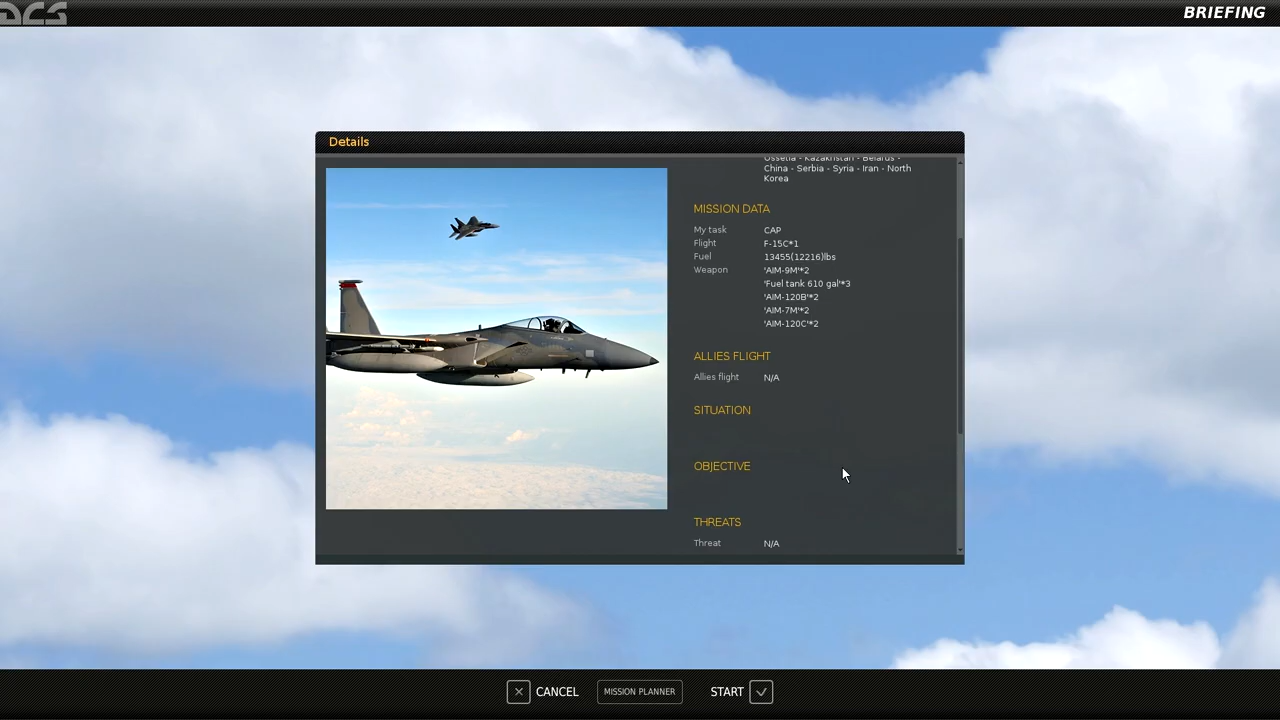 DCS
BRIEFING
Details
Ossetia - Kazakhstan - Belarus -
China - Serbia - Syria - Iran - North
Korea
MISSION DATA
My task CAP
Flight F-15C*1
Fuel 13455(12216)lbs
Weapon 'AIM-9M'*2
'Fuel tank 610 gal'*3
'AIM-120B'*2
'AIM-7M'*2
'AIM-120C'*2
ALLIES FLIGHT
Allies flight N/A
SITUATION
OBJECTIVE
THREATS
Threat N/A
CANCEL
MISSION PLANNER
START